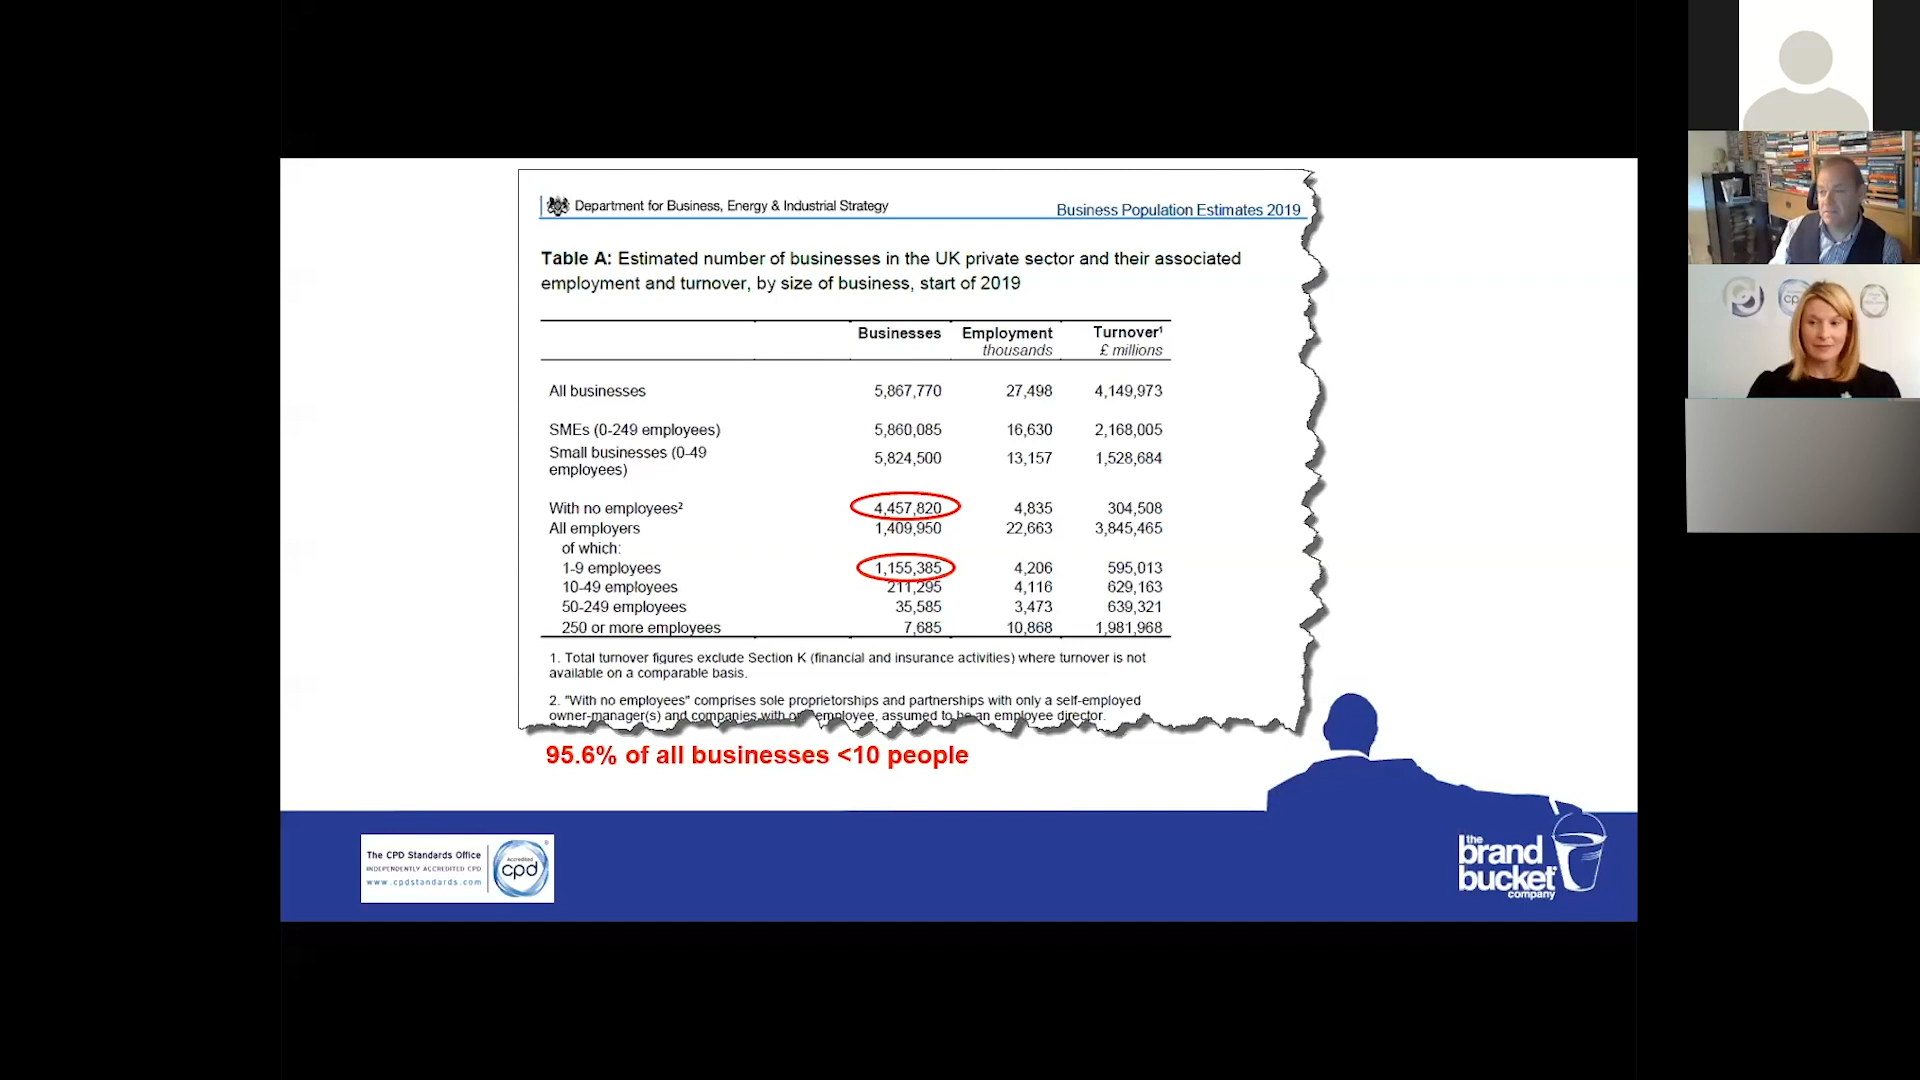 Department for Business, Energy & Industrial Strategy
Business Population Estimates 2019
Table A: Estimated number of businesses in the UK private sector and their associated
employment and turnover, by size of business, start of 2019
Businesses Employment Turnover¹
thousands £ millions
All businesses 5,867,770 27,498 4,149,973
SMEs (0-249 employees) 5,860,085 16,630 2,168,005
Small businesses (0-49
employees) 5,824,500 13,157 1,528,684
With no employees² 4,457,820 4,835 304,508
All employers 1,409,950 22,663 3,845,465
of which:
1-9 employees 1,155,385 4,206 595,013
10-49 employees 211,295 4,116 629,163
50-249 employees 35,585 3,473 639,321
250 or more employees 7,685 10,868 1,981,968
1. Total turnover figures exclude Section K (financial and insurance activities) where turnover is not
available on a comparable basis.
2. "With no employees" comprises sole proprietorships and partnerships with only a self-employed
owner-manager(s) and companies with one employee, assumed to be an employee director.
95.6% of all businesses <10 people
The CPD Standards Office
INDEPENDENTLY ACCREDITED CPD
www.cpdstandards.com
Accredited
cpd
the
brand
bucket
company